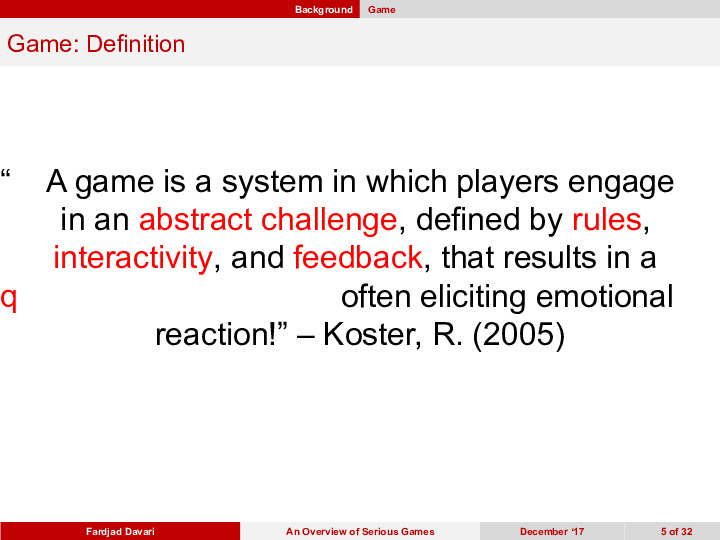 Background Game
Game: Definition
“ A game is a system in which players engage
in an abstract challenge, defined by rules,
interactivity, and feedback, that results in a
q often eliciting emotional
reaction!” – Koster, R. (2005)
Fardjad Davari An Overview of Serious Games December ‘17 5 of 32